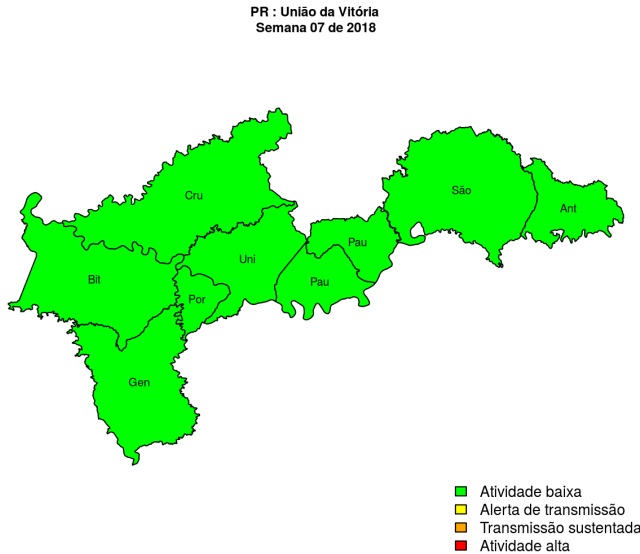 PR : União da Vitória
Semana 07 de 2018
Cru
São
Ant
Pau
Uni
Bit
Pau
Por
Gen
Atividade baixa
Alerta de transmissão
Transmissão sustentada
Atividade alta